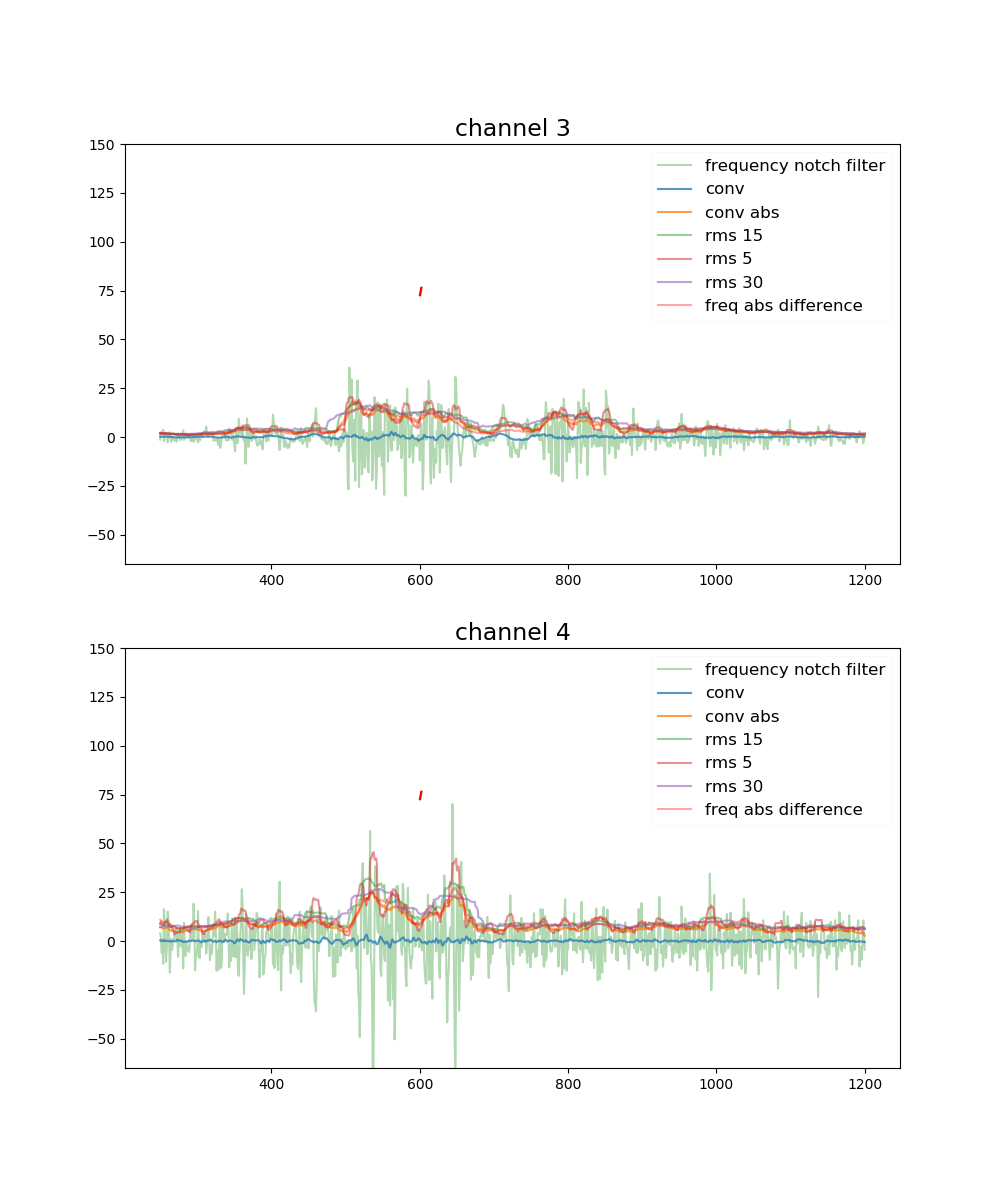 channel 3
150
125
100
75
50
25
0
−25
−50
frequency notch filter
conv
conv abs
rms 15
rms 5
rms 30
freq abs difference
400 600 800 1000 1200
channel 4
150
125
100
75
50
25
0
−25
−50
frequency notch filter
conv
conv abs
rms 15
rms 5
rms 30
freq abs difference
400 600 800 1000 1200